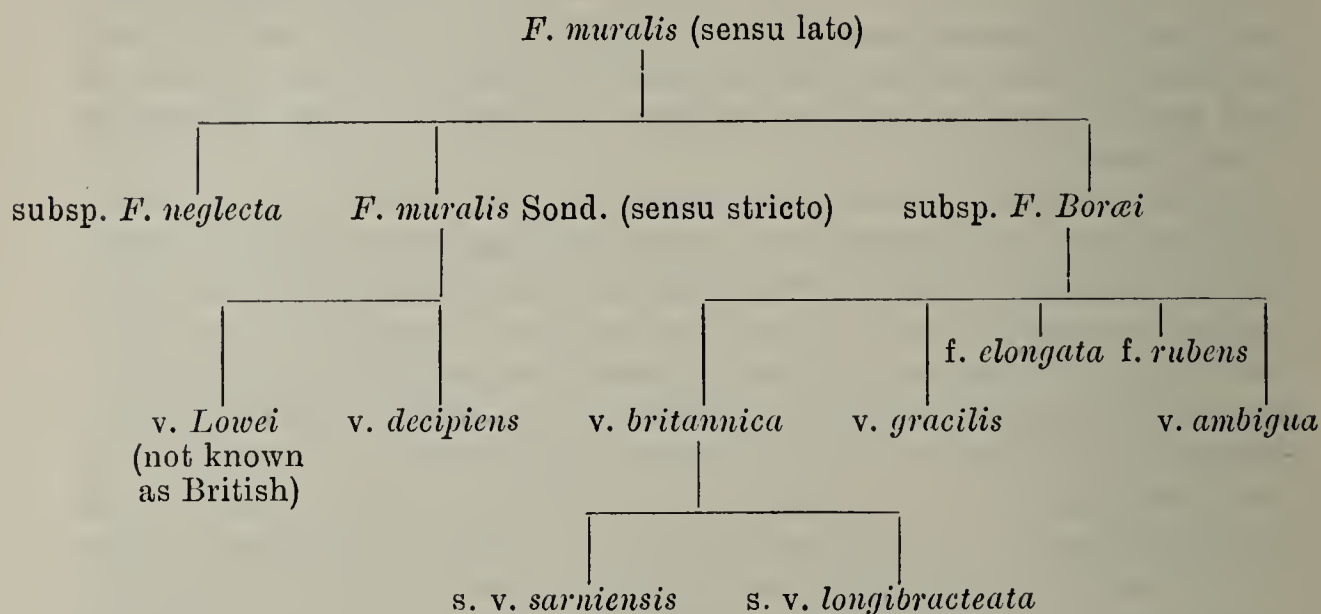 F. muralis (sensu lato)
subsp. F. neglecta F. muralis Sond. (sensu stricto) subsp. F. Boræi
f. elongata f. rubens
v. Lowei v. decipiens v. britannica v. gracilis v. ambigua
(not known
as British)
s. v. sarniensis s. v. longibracteata